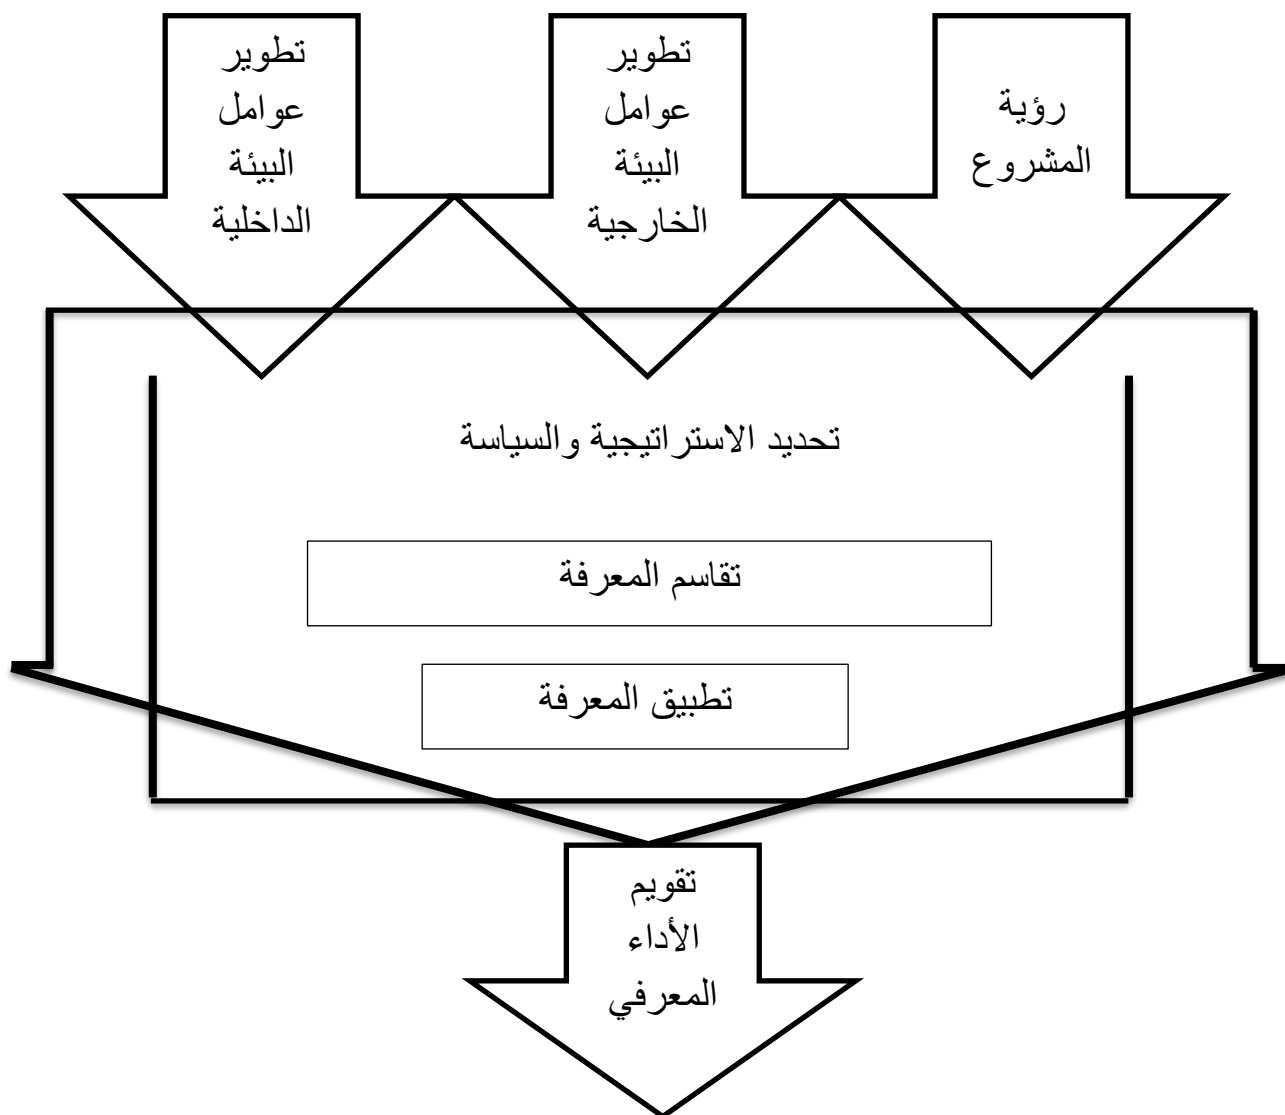 رؤية
المشروع
تطوير
عوامل
البيئة
الخارجية
تطوير
عوامل
البيئة
الداخلية
تحديد الاستراتيجية والسياسة
تقاسم المعرفة
تطبيق المعرفة
تقويم
الأداء
المعرفي